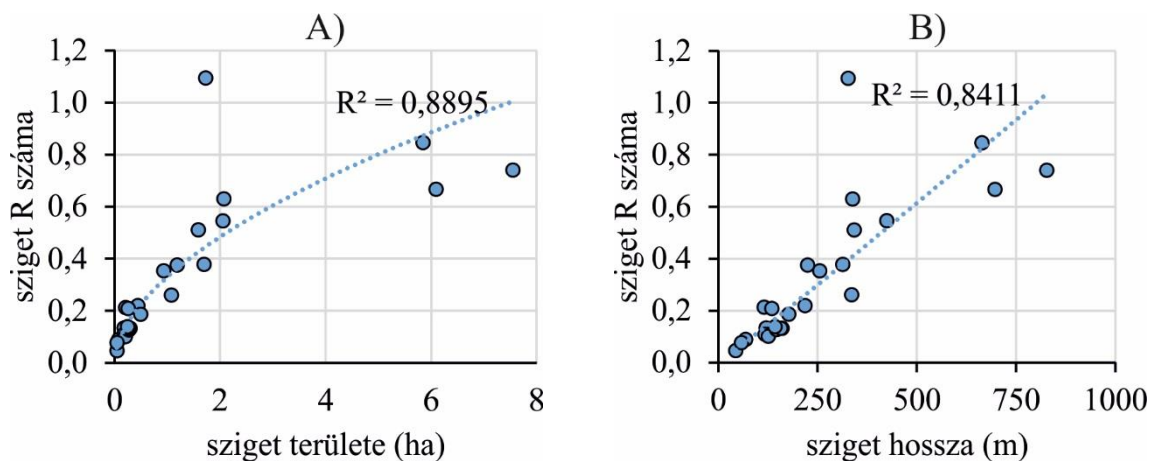 A)
sziget R száma
1,2
1,0
0,8
0,6
0,4
0,2
0,0
R² = 0,8895
0 2 4 6 8
sziget területe (ha)
B)
sziget R száma
1,2
1,0
0,8
0,6
0,4
0,2
0,0
R² = 0,8411
0 250 500 750 1000
sziget hossza (m)